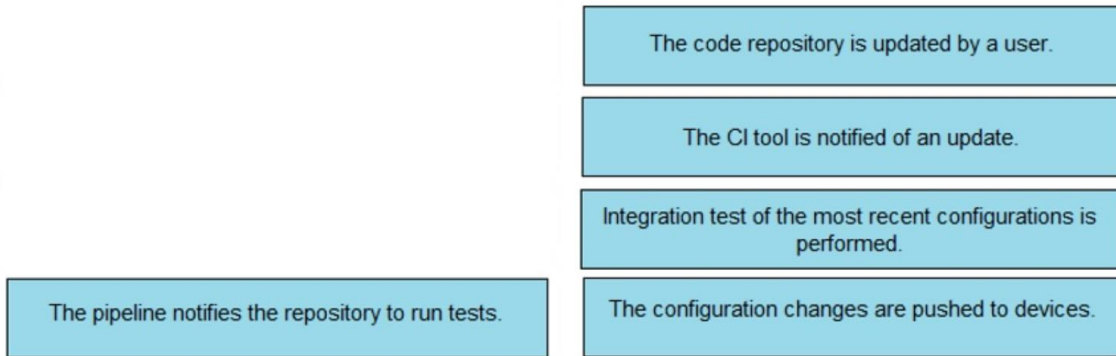 The code repository is updated by a user.
The CI tool is notified of an update.
Integration test of the most recent configurations is
performed.
The pipeline notifies the repository to run tests.
The configuration changes are pushed to devices.